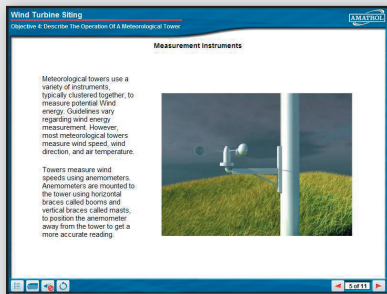 Wind Turbine Siting
Objective 4: Describe The Operation Of A Meteorological Tower
AMATROL
Measurement Instruments
Meteorological towers use a
variety of instruments,
typically clustered together, to
measure potential Wind
energy. Guidelines vary
regarding wind energy
measurement. However,
most meteorological towers
measure wind speed, wind
direction, and air temperature.
Towers measure wind
speeds using anemometers.
Anemometers are mounted to
the tower using horizontal
braces called booms and
vertical braces called masts,
to position the anemometer
away from the tower to get a
more accurate reading.
5 of 11